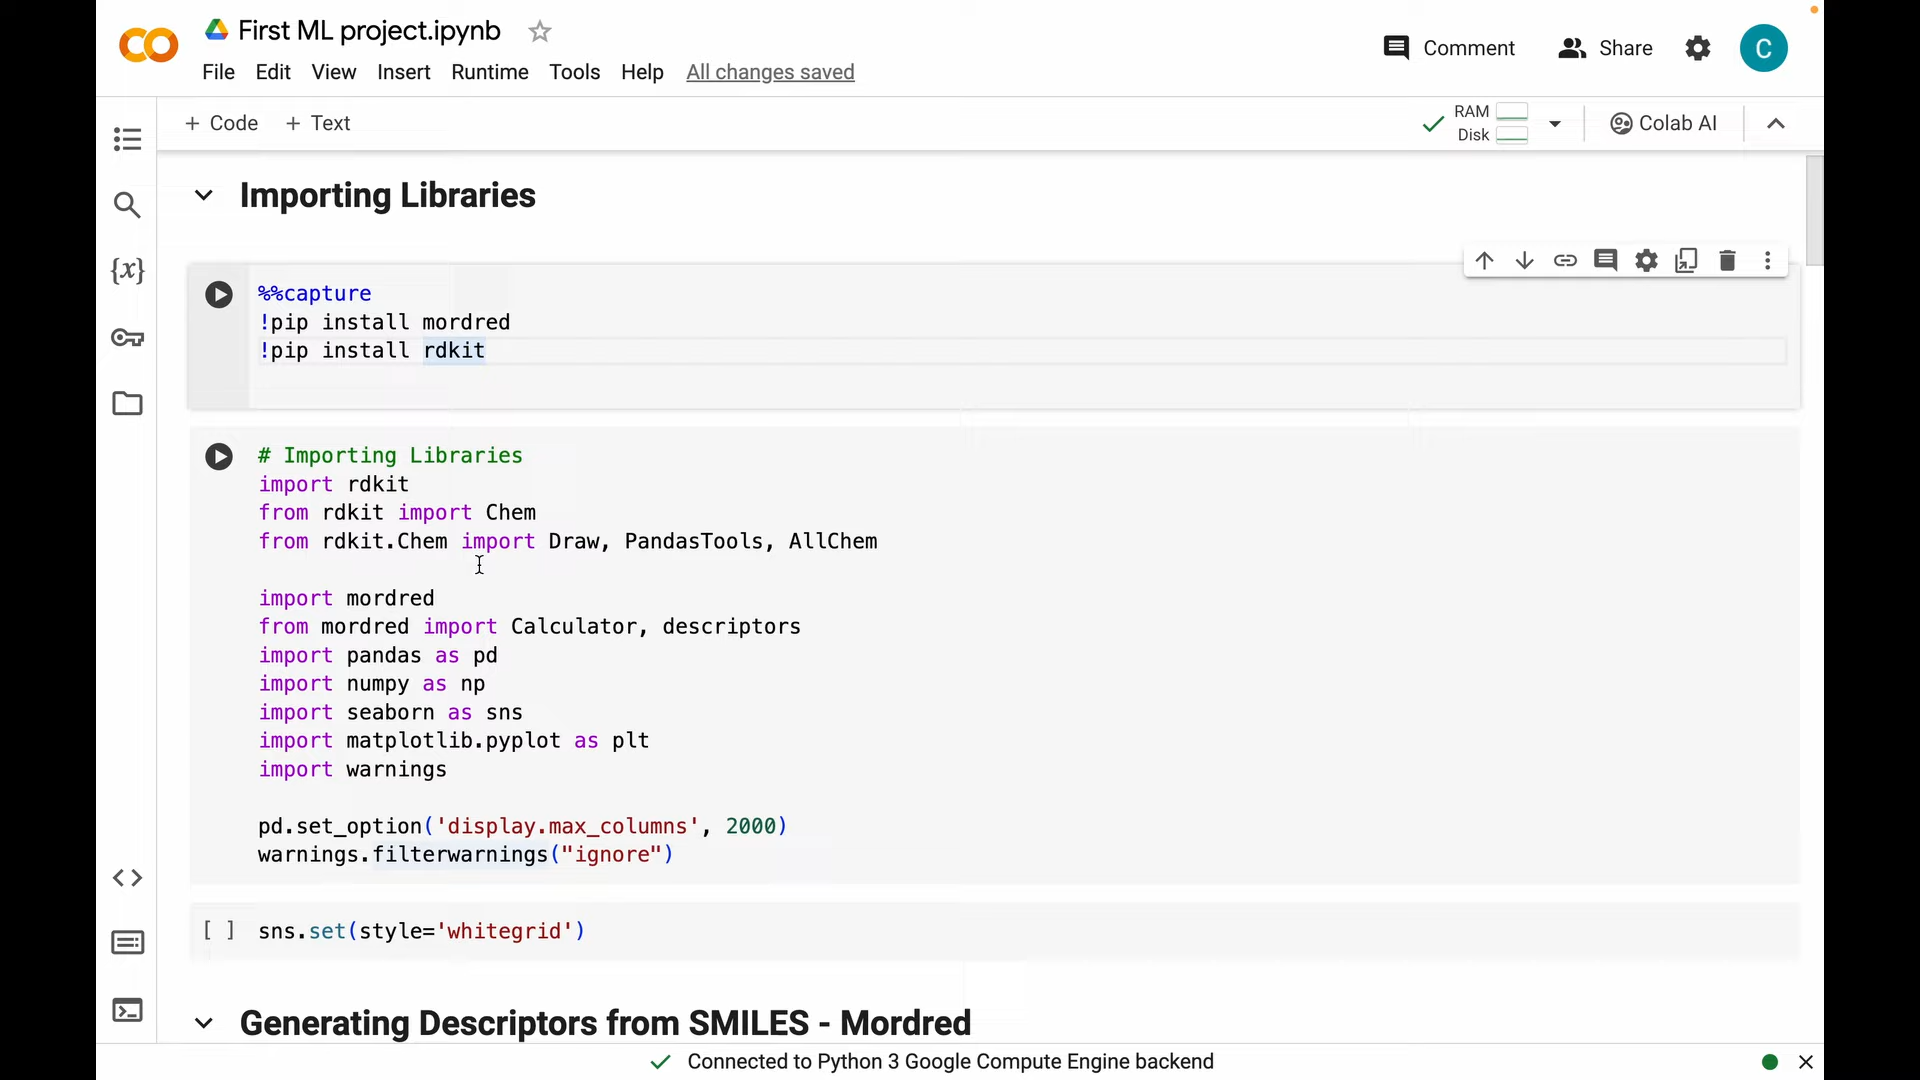 First ML project.ipynb
Comment
Share
C
File Edit View Insert Runtime Tools Help All changes saved
+ Code + Text
RAM
Disk
Colab AI
Importing Libraries
{x}
%%capture
!pip install mordred
!pip install rdkit
# Importing Libraries
import rdkit
from rdkit import Chem
from rdkit.Chem import Draw, PandasTools, AllChem
import mordred
from mordred import Calculator, descriptors
import pandas as pd
import numpy as np
import seaborn as sns
import matplotlib.pyplot as plt
import warnings
pd.set_option('display.max_columns', 2000)
warnings.filterwarnings("ignore")
[ ] sns.set(style='whitegrid')
Generating Descriptors from SMILES - Mordred
Connected to Python 3 Google Compute Engine backend